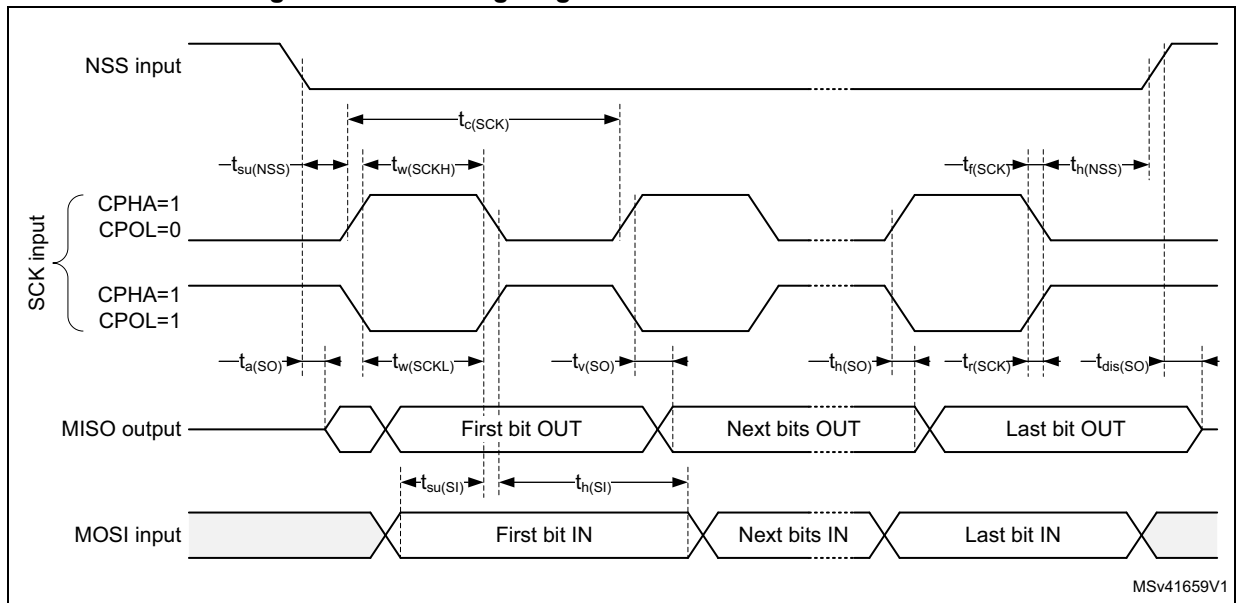 NSS input
tc(SCK)
tsu(NSS)
tw(SCKH)
tf(SCK)
th(NSS)
SCK input
CPHA=1
CPOL=0
CPHA=1
CPOL=1
ta(SO)
tw(SCKL)
tv(SO)
th(SO)
tr(SCK)
tdis(SO)
MISO output
First bit OUT
Next bits OUT
Last bit OUT
tsu(SI)
th(SI)
MOSI input
First bit IN
Next bits IN
Last bit IN
MSv41659V1